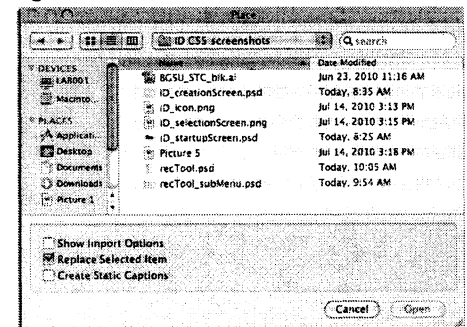 Place
ID CS5 screenshots
search
Name Date Modified
DEVICES
LAB001
Macinto...
PLACES
Applicati...
Desktop
Documents
Downloads
Picture 1
BGSU_STC_blk.ai Jun 23, 2010 11:16 AM
ID_creationScreen.psd Today, 8:35 AM
ID_icon.png Jul 14, 2010 3:13 PM
ID_selectionScreen.png Jul 14, 2010 3:15 PM
ID_startupScreen.psd Today, 8:25 AM
Picture 5 Jul 14, 2010 3:18 PM
recTool.psd Today, 10:05 AM
recTool_subMenu.psd Today, 9:54 AM
Show Import Options
Replace Selected Item
Create Static Captions
Cancel Open